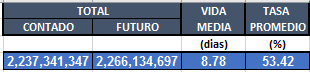 TOTAL VIDA TASA
CONTADO FUTURO MEDIA PROMEDIO
(dias) (%)
2,237,341,347 2,266,134,697 8.78 53.42